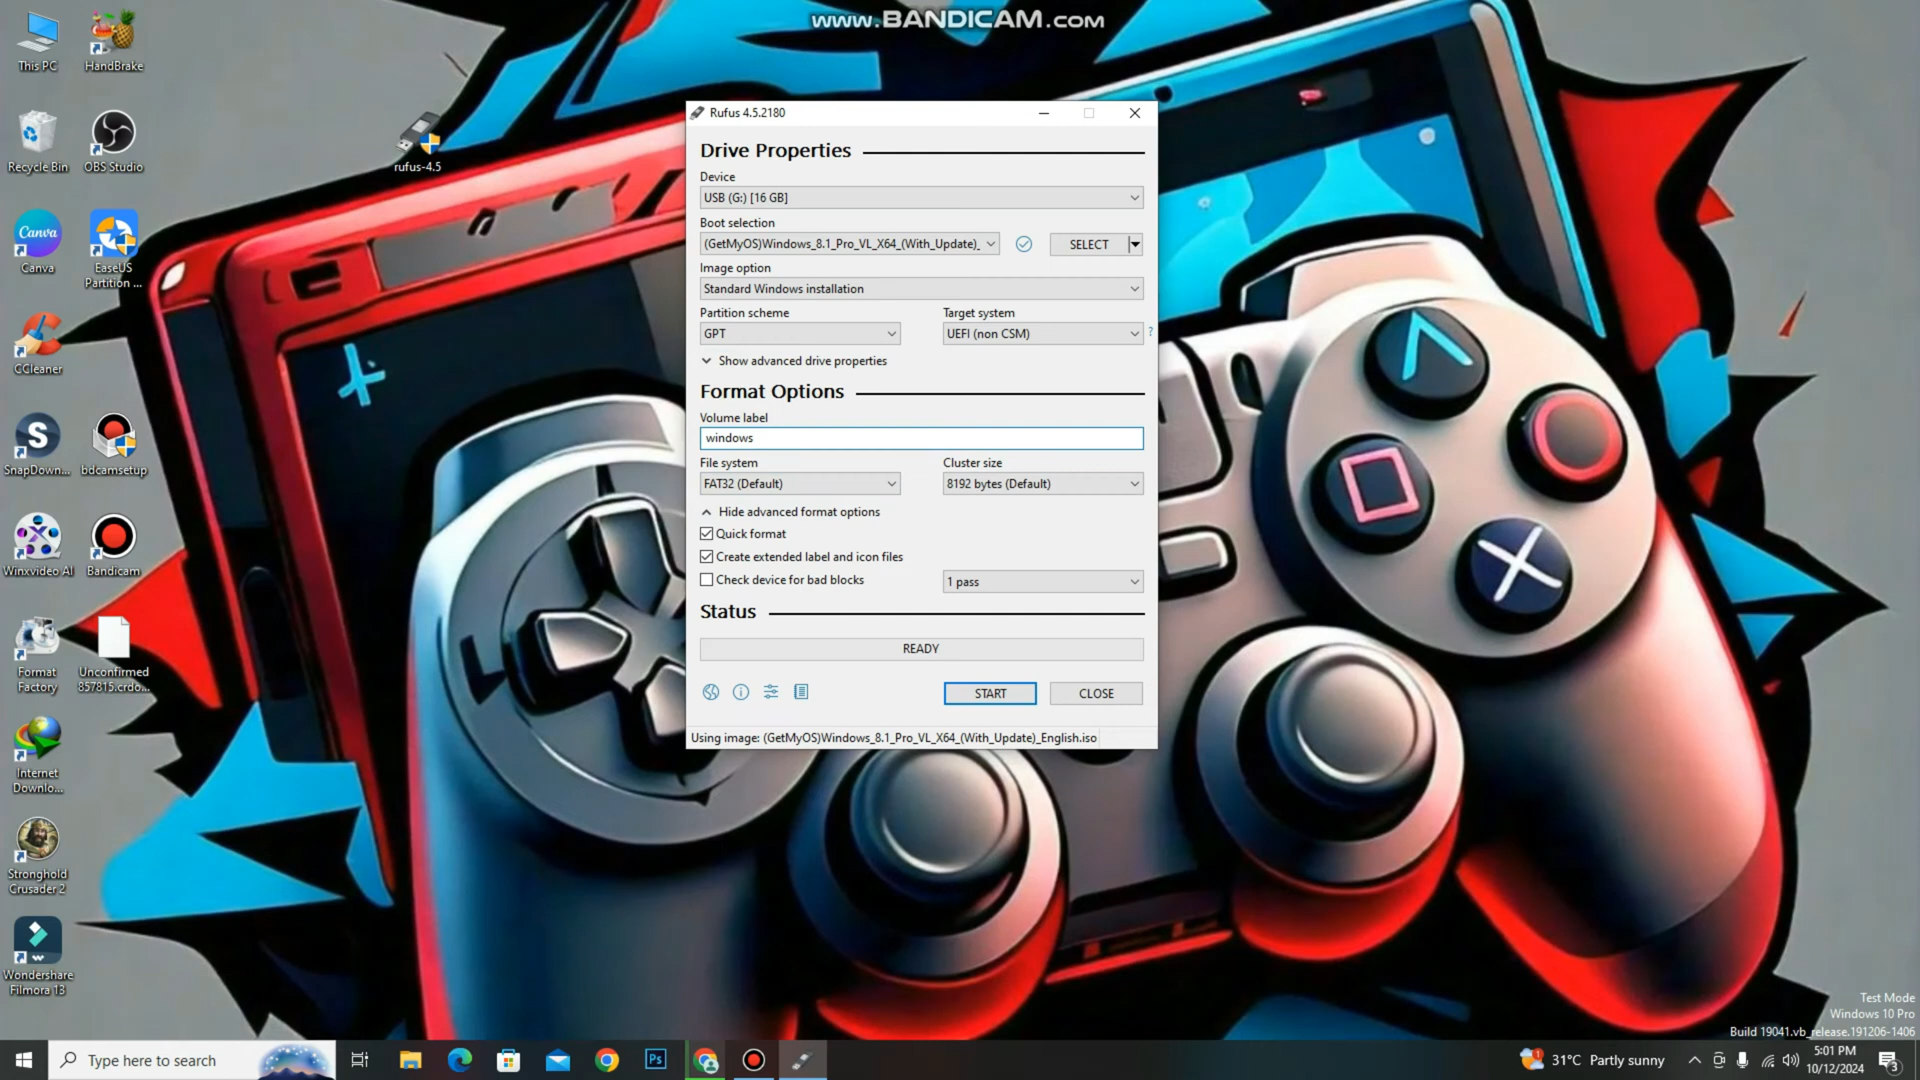 www.BANDICAM.com
This PC
HandBrake
Recycle Bin
OBS Studio
rufus-4.5
Canva
Canva
EaseUS
Partition ...
CCleaner
S
SnapDown...
bdcamsetup
Winxvideo AI
Bandicam
Format
Factory
Unconfirmed
857815.crdo...
Internet
Downlo...
Stronghold
Crusader 2
Wondershare
Filmora 13
Rufus 4.5.2180
Drive Properties
Device
USB (G:) [16 GB]
Boot selection
(GetMyOS)Windows_8.1_Pro_VL_X64_(With_Update)_
SELECT
Image option
Standard Windows installation
Partition scheme
Target system
GPT
UEFI (non CSM)
?
Show advanced drive properties
Format Options
Volume label
windows
File system
Cluster size
FAT32 (Default)
8192 bytes (Default)
Hide advanced format options
Quick format
Create extended label and icon files
Check device for bad blocks
1 pass
Status
READY
START
CLOSE
Using image: (GetMyOS)Windows_8.1_Pro_VL_X64_(With_Update)_English.iso
Test Mode
Windows 10 Pro
Build 19041.vb_release.191206-1406
Type here to search
Ps
1
31°C Partly sunny
5:01 PM
10/12/2024
3